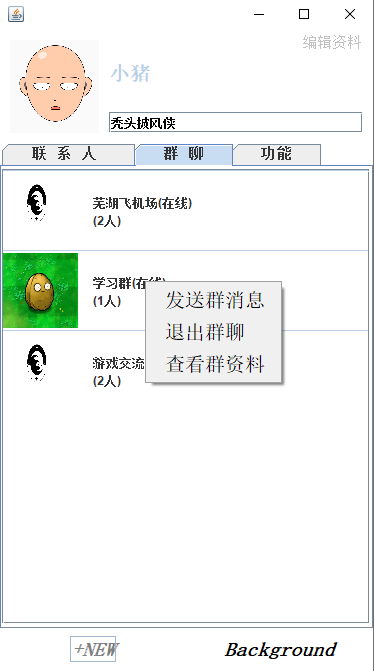 编辑资料
小猪
秃头披风侠
联 系 人
群 聊
功能
芜湖飞机场(在线)
(2人)
学习群(在线)
(1人)
游戏交流
(2人)
发送群消息
退出群聊
查看群资料
+NEW
Background